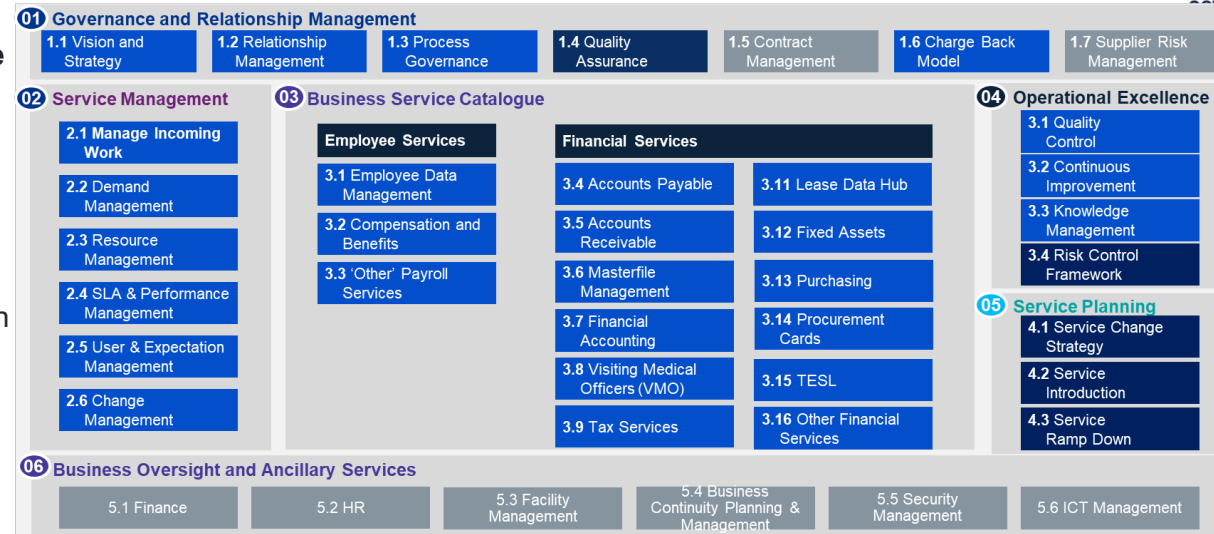 01 Governance and Relationship Management
1.1 Vision and
Strategy
1.2 Relationship
Management
1.3 Process
Governance
1.4 Quality
Assurance
1.5 Contract
Management
1.6 Charge Back
Model
1.7 Supplier Risk
Management
02 Service Management
2.1 Manage Incoming
Work
2.2 Demand
Management
2.3 Resource
Management
2.4 SLA & Performance
Management
2.5 User & Expectation
Management
2.6 Change
Management
03 Business Service Catalogue
Employee Services
3.1 Employee Data
Management
3.2 Compensation and
Benefits
3.3 ‘Other’ Payroll
Services
Financial Services
3.4 Accounts Payable
3.5 Accounts
Receivable
3.6 Masterfile
Management
3.7 Financial
Accounting
3.8 Visiting Medical
Officers (VMO)
3.9 Tax Services
3.11 Lease Data Hub
3.12 Fixed Assets
3.13 Purchasing
3.14 Procurement
Cards
3.15 TESL
3.16 Other Financial
Services
04 Operational Excellence
3.1 Quality
Control
3.2 Continuous
Improvement
3.3 Knowledge
Management
3.4 Risk Control
Framework
05 Service Planning
4.1 Service Change
Strategy
4.2 Service
Introduction
4.3 Service
Ramp Down
06 Business Oversight and Ancillary Services
5.1 Finance
5.2 HR
5.3 Facility
Management
5.4 Business
Continuity Planning &
Management
5.5 Security
Management
5.6 ICT Management